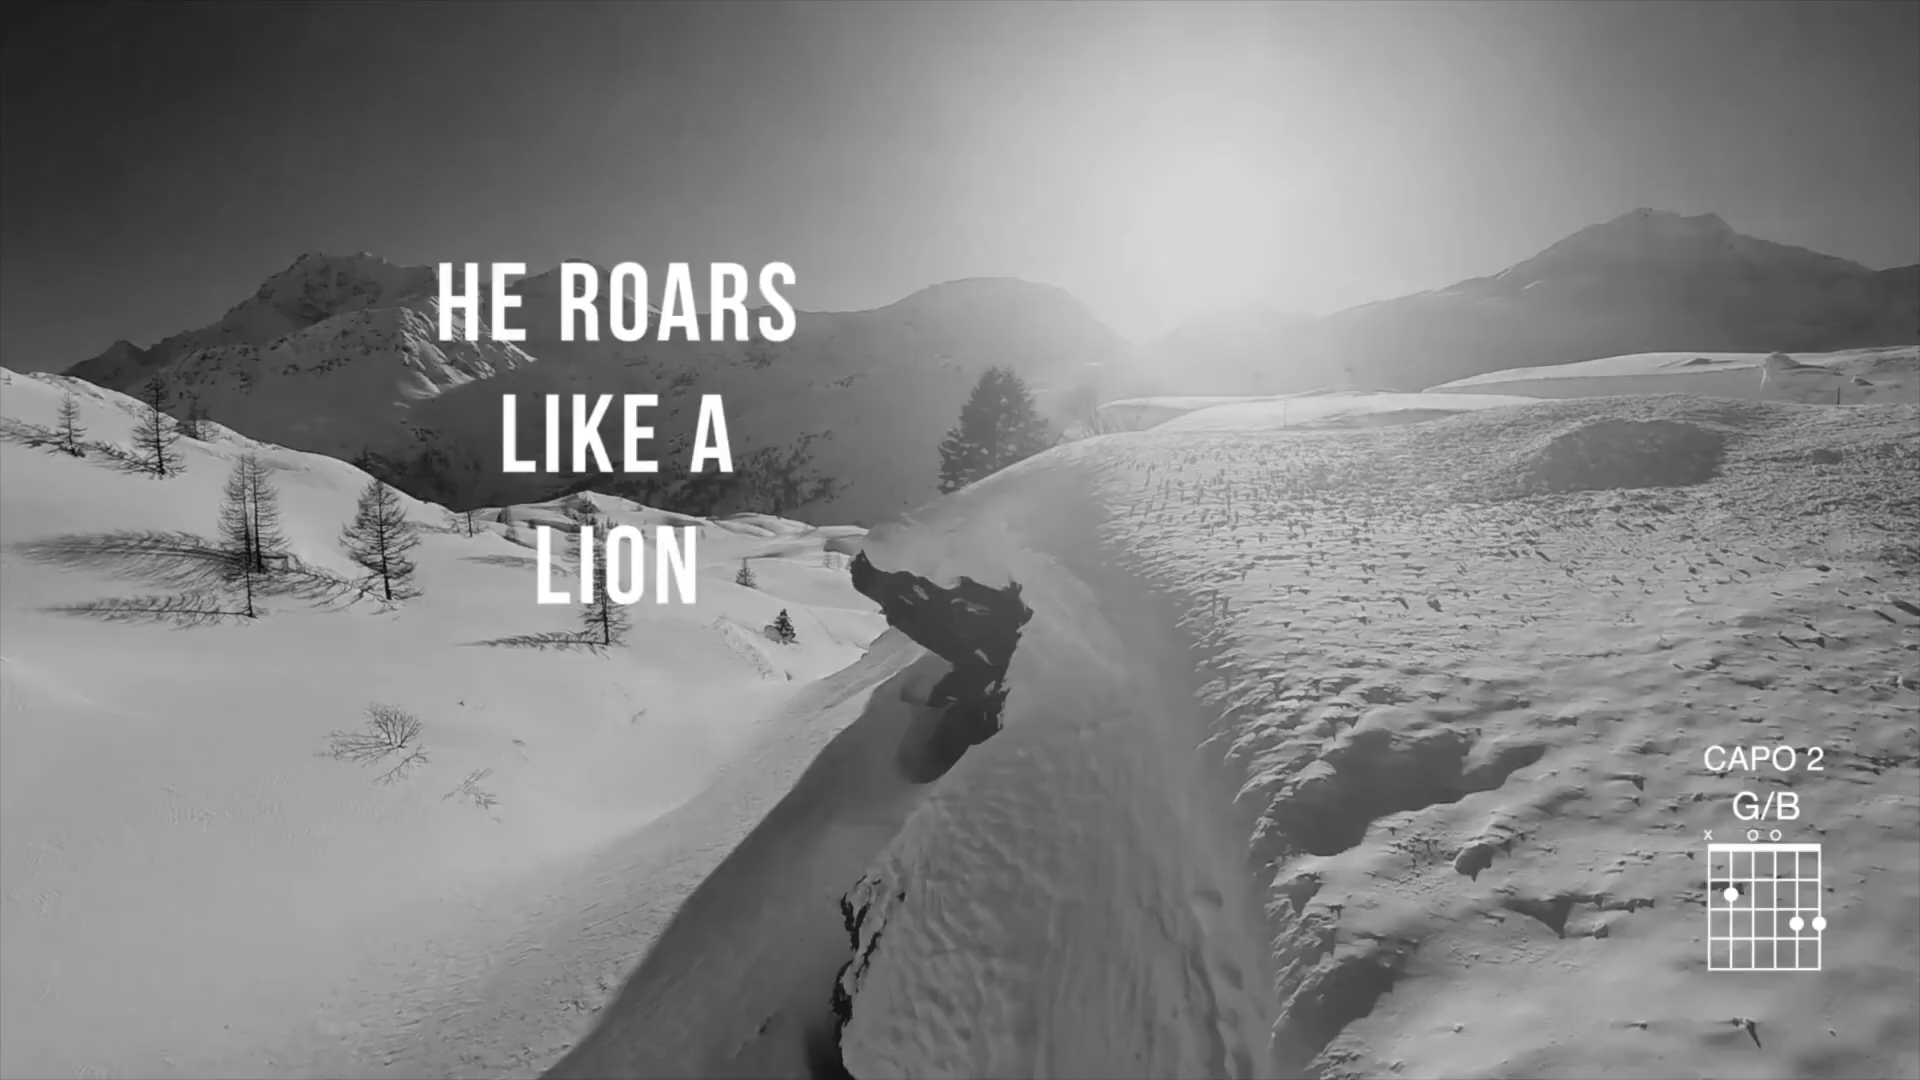 HE ROARS
LIKE A
LION
CAPO 2
G/B
x o o